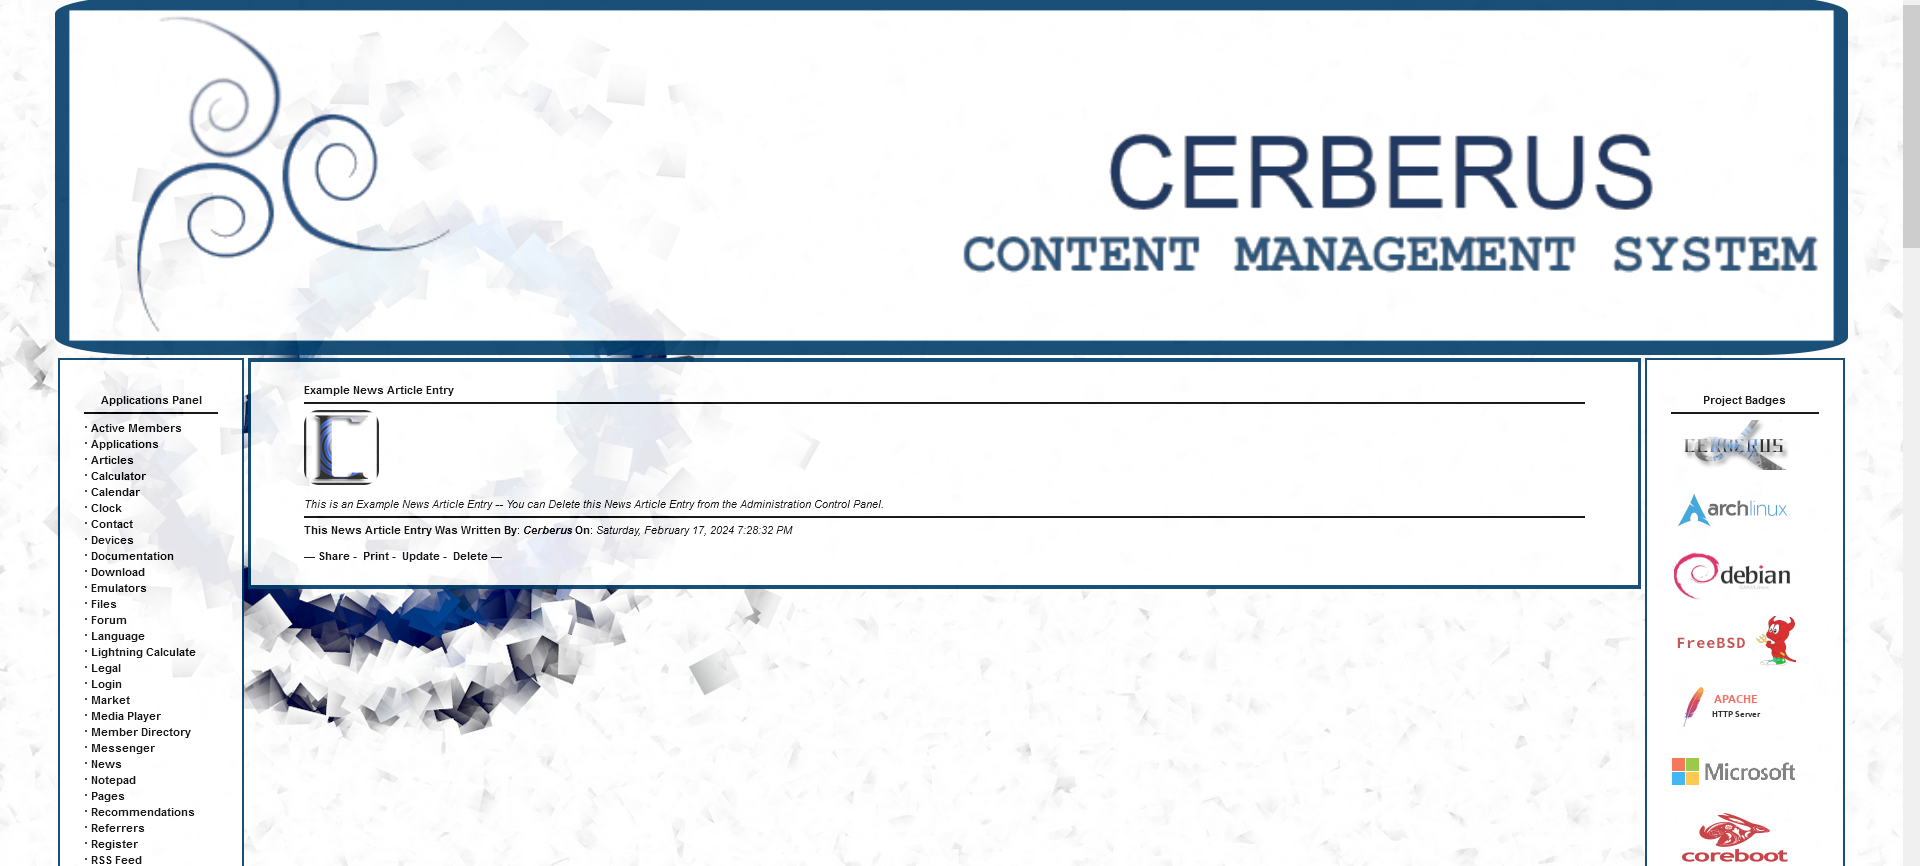 CERBERUS
CONTENT MANAGEMENT SYSTEM
Applications Panel
· Active Members
· Applications
· Articles
· Calculator
· Calendar
· Clock
· Contact
· Devices
· Documentation
· Download
· Emulators
· Files
· Forum
· Language
· Lightning Calculate
· Legal
· Login
· Market
· Media Player
· Member Directory
· Messenger
· News
· Notepad
· Pages
· Recommendations
· Referrers
· Register
· RSS Feed
Example News Article Entry
C
This is an Example News Article Entry -- You can Delete this News Article Entry from the Administration Control Panel.
This News Article Entry Was Written By: Cerberus On: Saturday, February 17, 2024 7:28:32 PM
— Share - Print - Update - Delete —
Project Badges
CERBERUS
archlinux
debian
FreeBSD
APACHE
HTTP Server
Microsoft
coreboot